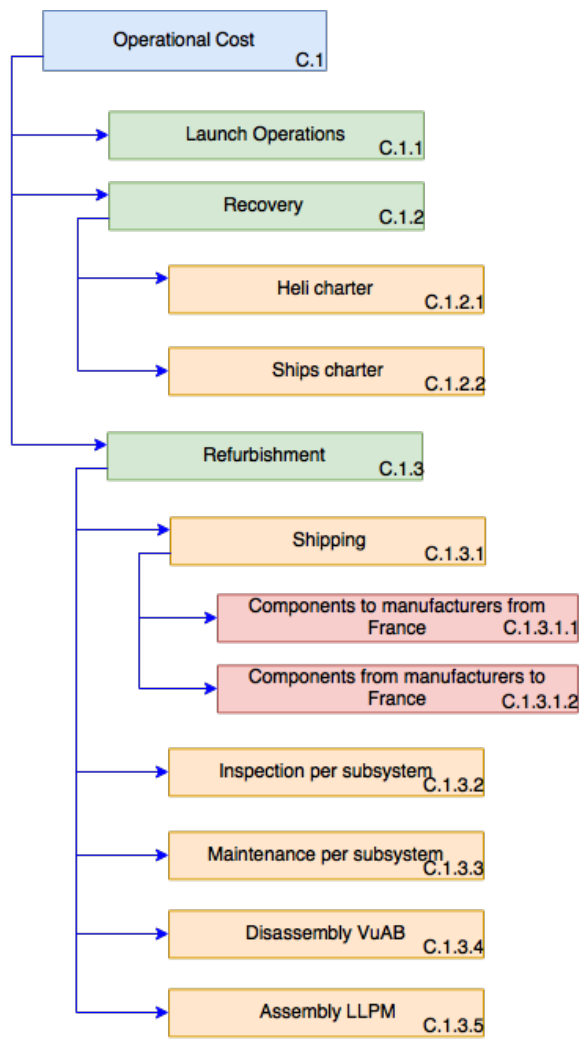 Operational Cost
C.1
Launch Operations
C.1.1
Recovery
C.1.2
Heli charter
C.1.2.1
Ships charter
C.1.2.2
Refurbishment
C.1.3
Shipping
C.1.3.1
Components to manufacturers from
France
C.1.3.1.1
Components from manufacturers to
France
C.1.3.1.2
Inspection per subsystem
C.1.3.2
Maintenance per subsystem
C.1.3.3
Disassembly VuAB
C.1.3.4
Assembly LLPM
C.1.3.5